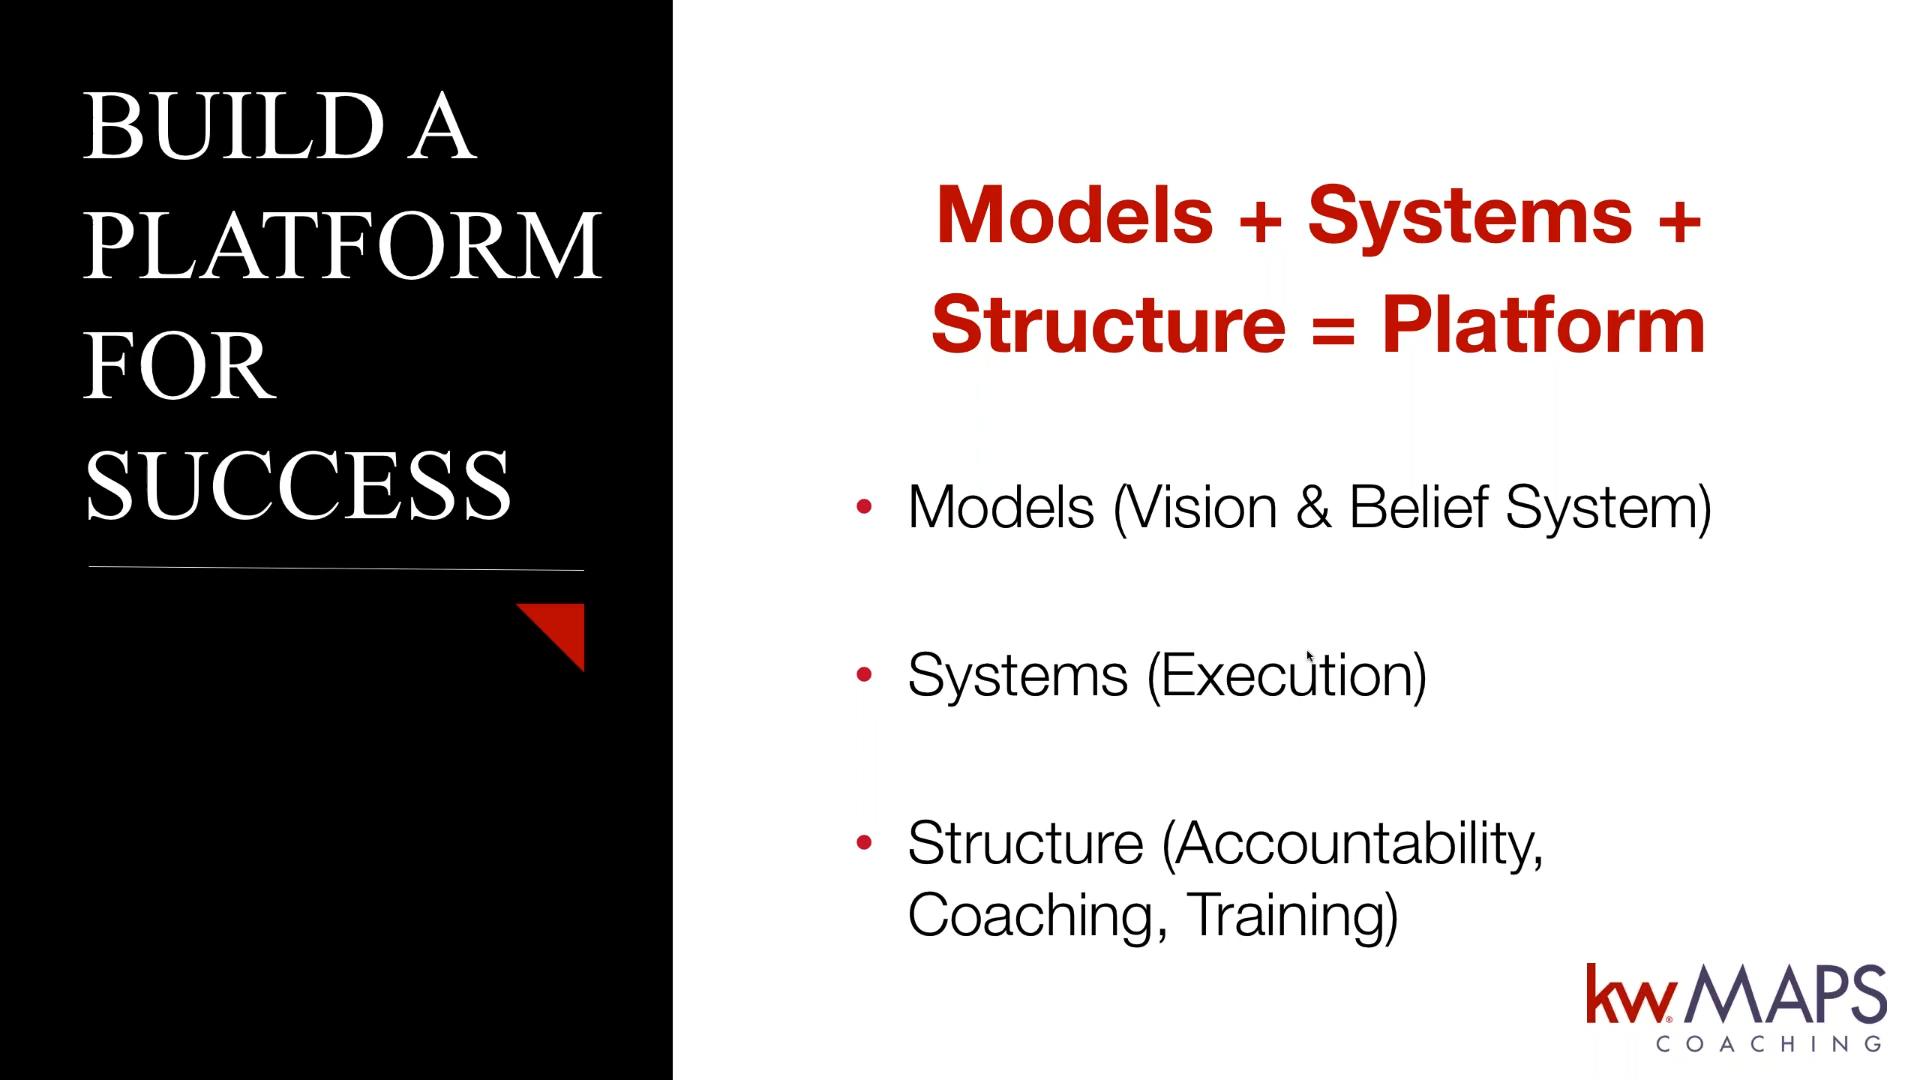 BUILD A
PLATFORM
FOR
SUCCESS
Models + Systems +
Structure = Platform
• Models (Vision & Belief System)
• Systems (Execution)
• Structure (Accountability,
Coaching, Training)
kw® MAPS
COACHING